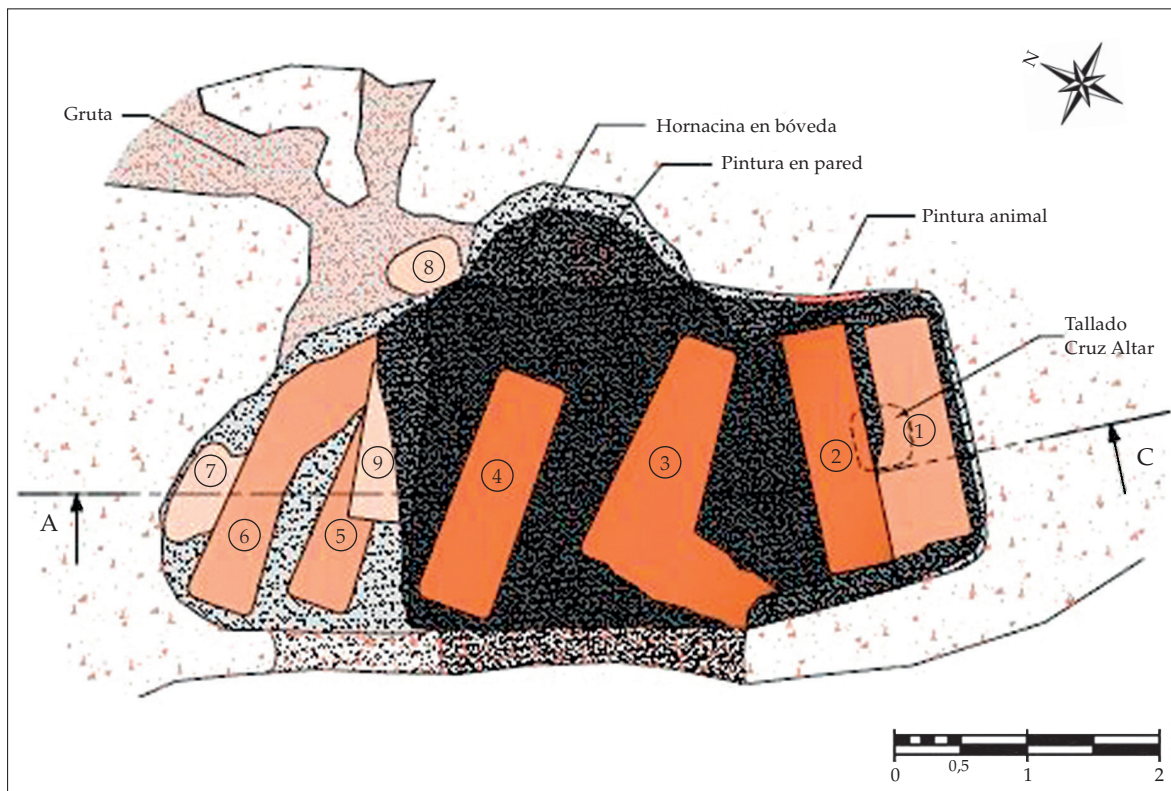 N
Gruta
Hornacina en bóveda
Pintura en pared
Pintura animal
Tallado
Cruz Altar
8
1
2
3
4
9
7
6
5
A
C
0
0,5
1
2